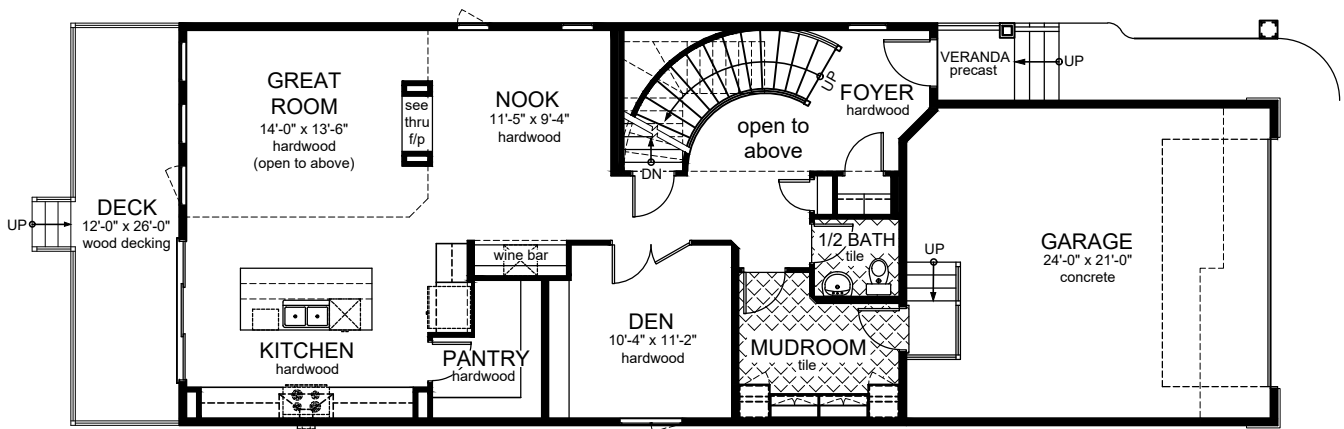 GREAT
ROOM
14'-0" x 13'-6"
hardwood
(open to above)
see
thru
f/p
NOOK
11'-5" x 9'-4"
hardwood
UP
FOYER
hardwood
VERANDA
precast
UP
open to
above
DN
UP
DECK
12'-0" x 26'-0"
wood decking
wine bar
1/2 BATH
tile
UP
GARAGE
24'-0" x 21'-0"
concrete
KITCHEN
hardwood
PANTRY
hardwood
DEN
10'-4" x 11'-2"
hardwood
MUDROOM
tile